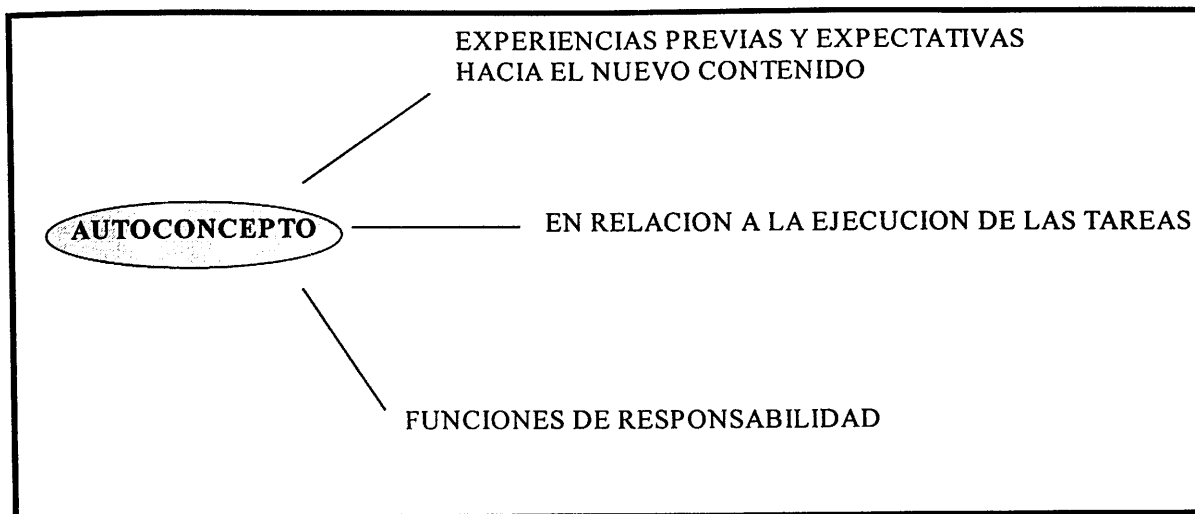 EXPERIENCIAS PREVIAS Y EXPECTATIVAS
HACIA EL NUEVO CONTENIDO
AUTOCONCEPTO
EN RELACION A LA EJECUCION DE LAS TAREAS
FUNCIONES DE RESPONSABILIDAD